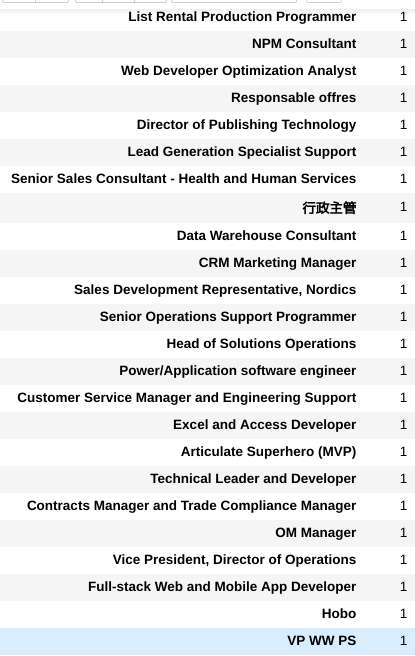 List Rental Production Programmer 1
NPM Consultant 1
Web Developer Optimization Analyst 1
Responsable offres 1
Director of Publishing Technology 1
Lead Generation Specialist Support 1
Senior Sales Consultant - Health and Human Services 1
行政主管 1
Data Warehouse Consultant 1
CRM Marketing Manager 1
Sales Development Representative, Nordics 1
Senior Operations Support Programmer 1
Head of Solutions Operations 1
Power/Application software engineer 1
Customer Service Manager and Engineering Support 1
Excel and Access Developer 1
Articulate Superhero (MVP) 1
Technical Leader and Developer 1
Contracts Manager and Trade Compliance Manager 1
OM Manager 1
Vice President, Director of Operations 1
Full-stack Web and Mobile App Developer 1
Hobo 1
VP WW PS 1